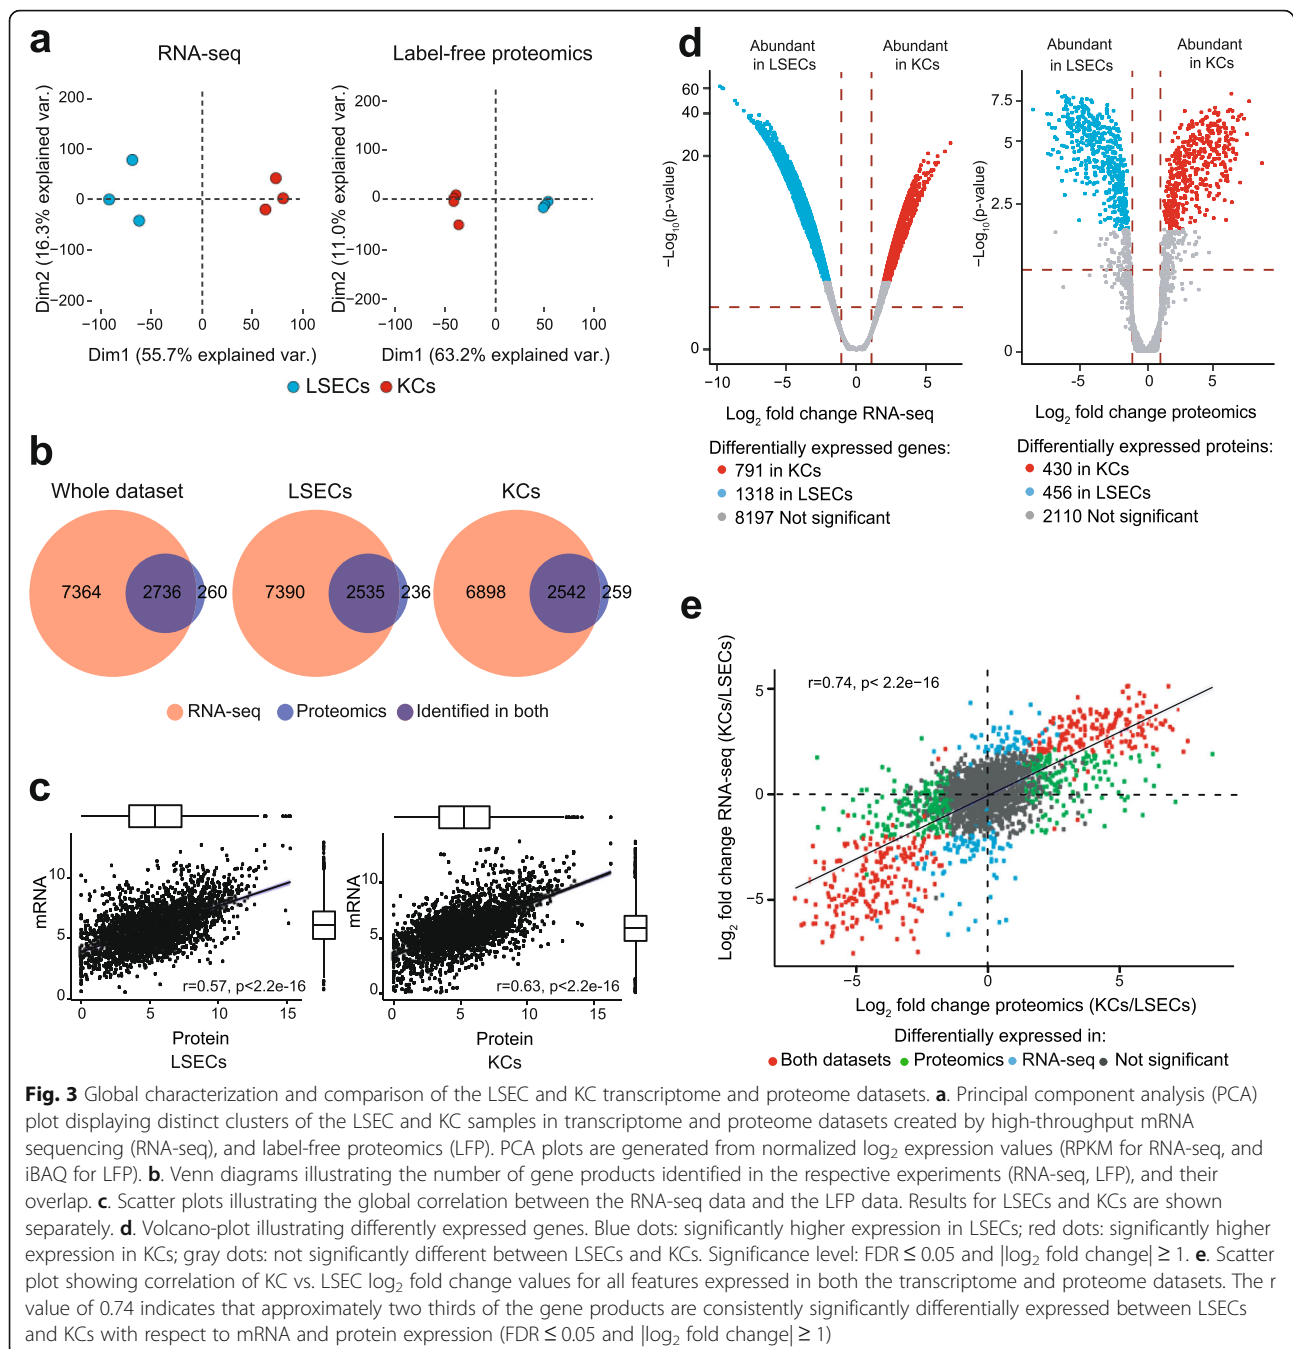 a
RNA-seq
Label-free proteomics
Dim2 (16.3% explained var.)
200
100
0
−100
−200
−100
−50
0
50
100
Dim1 (55.7% explained var.)
Dim2 (11.0% explained var.)
200
100
0
−100
−200
−100
−50
0
50
100
Dim1 (63.2% explained var.)
LSECs KCs
b
Whole dataset
LSECs
KCs
7364 2736 260
7390 2535 236
6898 2542 259
RNA-seq Proteomics Identified in both
c
mRNA
10
5
0
r=0.57, p<2.2e-16
0 5 10 15
Protein
LSECs
mRNA
10
5
0
r=0.63, p<2.2e-16
0 5 10 15
Protein
KCs
d
Abundant
in LSECs
Abundant
in KCs
−Log10(p-value)
60
40
20
0
−10 −5 0 5
Log2 fold change RNA-seq
Differentially expressed genes:
791 in KCs
1318 in LSECs
8197 Not significant
Abundant
in LSECs
Abundant
in KCs
−Log10(p-value)
7.5
5
2.5
0
-5 0 5
Log2 fold change proteomics
Differentially expressed proteins:
430 in KCs
456 in LSECs
2110 Not significant
e
Log2 fold change RNA-seq (KCs/LSECs)
r=0.74, p< 2.2e−16
5
0
−5
−5 0 5
Log2 fold change proteomics (KCs/LSECs)
Differentially expressed in:
Both datasets Proteomics RNA-seq Not significant
Fig. 3 Global characterization and comparison of the LSEC and KC transcriptome and proteome datasets. a. Principal component analysis (PCA)
plot displaying distinct clusters of the LSEC and KC samples in transcriptome and proteome datasets created by high-throughput mRNA
sequencing (RNA-seq), and label-free proteomics (LFP). PCA plots are generated from normalized log2 expression values (RPKM for RNA-seq, and
iBAQ for LFP). b. Venn diagrams illustrating the number of gene products identified in the respective experiments (RNA-seq, LFP), and their
overlap. c. Scatter plots illustrating the global correlation between the RNA-seq data and the LFP data. Results for LSECs and KCs are shown
separately. d. Volcano-plot illustrating differently expressed genes. Blue dots: significantly higher expression in LSECs; red dots: significantly higher
expression in KCs; gray dots: not significantly different between LSECs and KCs. Significance level: FDR ≤ 0.05 and |log2 fold change| ≥ 1. e. Scatter
plot showing correlation of KC vs. LSEC log2 fold change values for all features expressed in both the transcriptome and proteome datasets. The r
value of 0.74 indicates that approximately two thirds of the gene products are consistently significantly differentially expressed between LSECs
and KCs with respect to mRNA and protein expression (FDR ≤ 0.05 and |log2 fold change| ≥ 1)